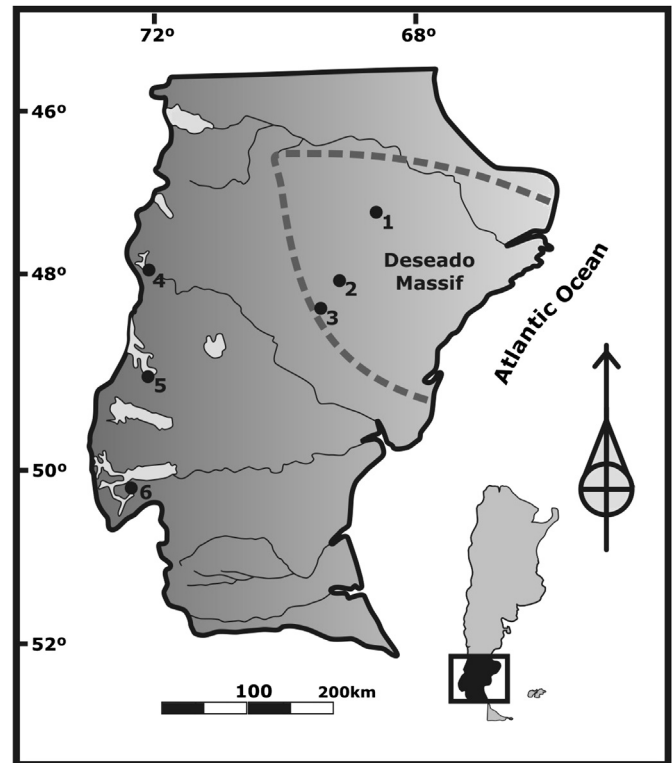 72º
68º
46º
1
Deseado
Massif
48º
4
2
3
Atlantic Ocean
5
50º
6
52º
100
200km